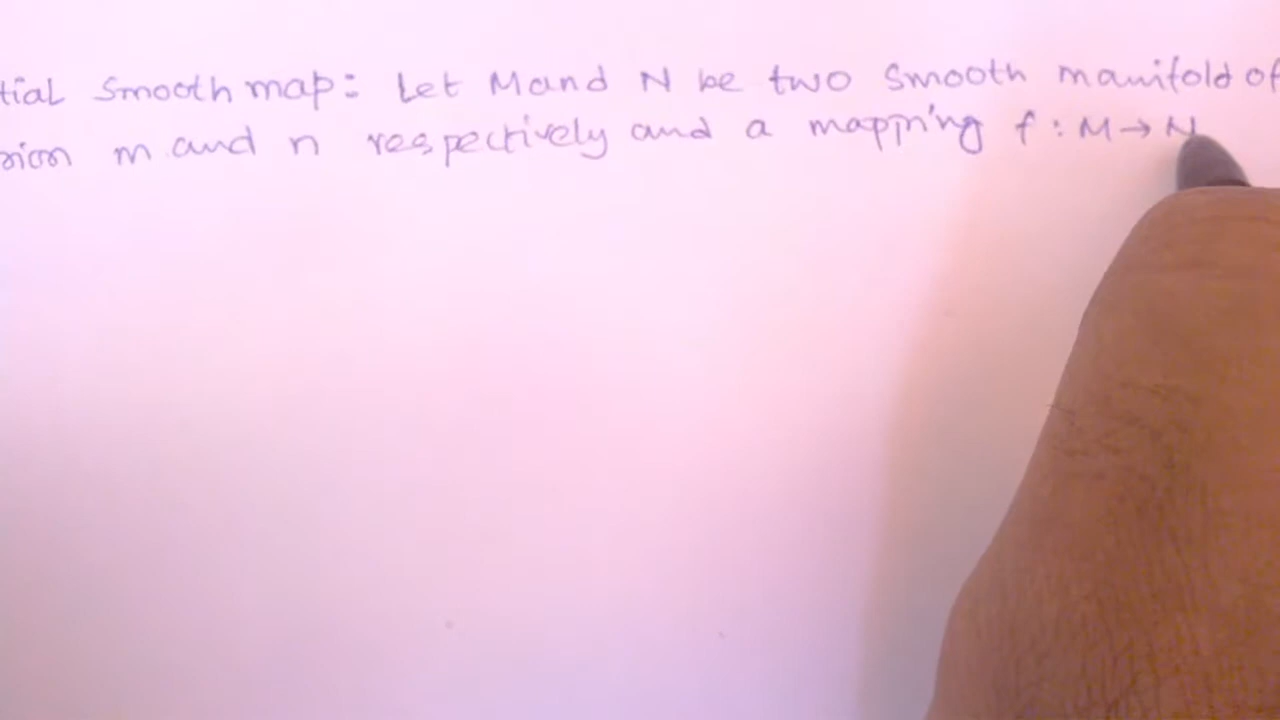 tial smooth map: Let M and N be two smooth manifold of
sion m and n respectively and a mapping f : M → N